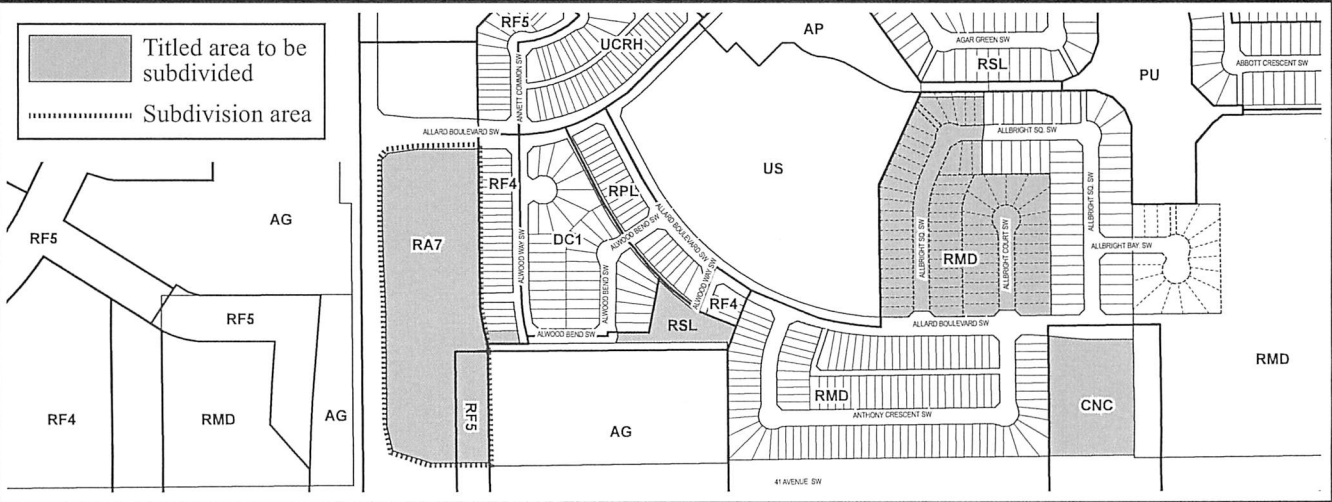 Titled area to be
subdivided
Subdivision area
RF5
UCRH
AP
AGAR GREEN SW
RSL
PU
ABBOTT CRESCENT SW
ANNETT COMMON SW
ALLARD BOULEVARD SW
ALLBRIGHT SQ. SW
US
RF4
RPL
AG
RA7
DC1
ALWOOD WAY SW
ALWOOD BEND SW
ALLARD BOULEVARD SW
ALLBRIGHT SQ. SW
RF5
ALLBRIGHT SQ. SW
ALLBRIGHT COURT SW
ALLBRIGHT BAY SW
RMD
ALWOOD BEND SW
ALWOOD WAY SW
RF4
RF5
RSL
ALLARD BOULEVARD SW
ALWOOD BEND SW
RMD
RMD
CNC
RF4
RMD
AG
RF5
AG
ANTHONY CRESCENT SW
41 AVENUE SW